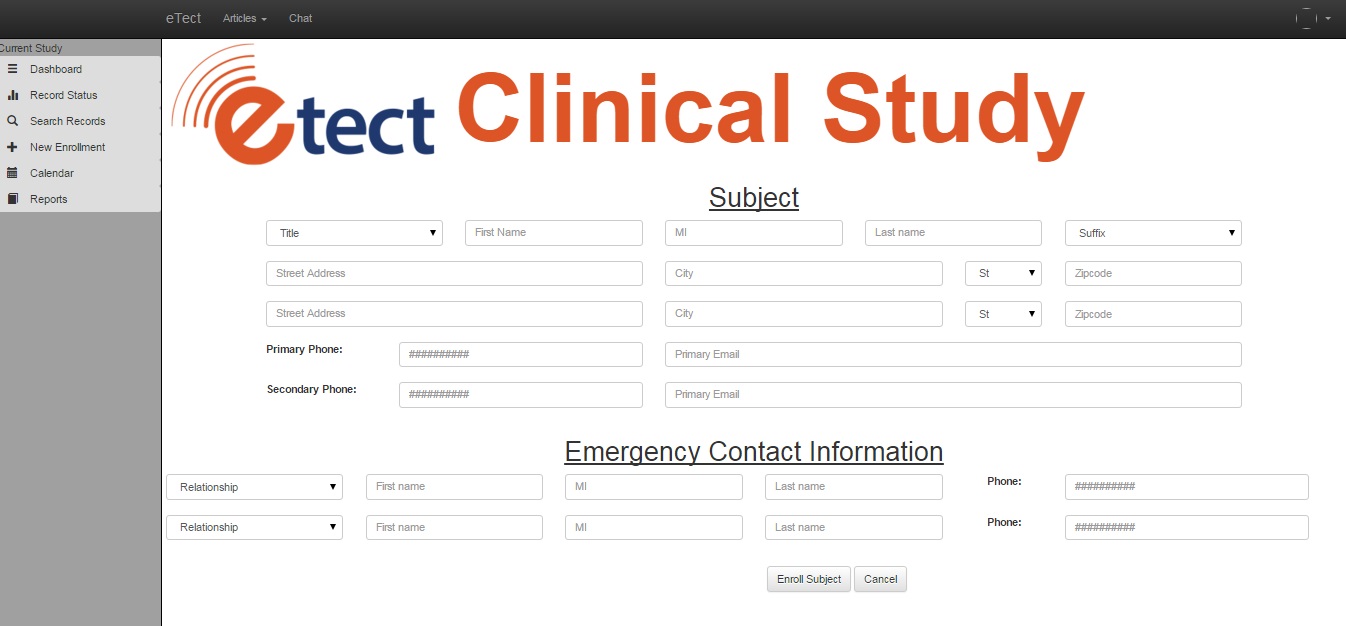 eTect Articles Chat
Current Study
Dashboard
Record Status
Search Records
New Enrollment
Calendar
Reports
etect Clinical Study
Subject
Title First Name MI Last name Suffix
Street Address City St Zipcode
Street Address City St Zipcode
Primary Phone: ########## Primary Email
Secondary Phone: ########## Primary Email
Emergency Contact Information
Relationship First name MI Last name Phone: ##########
Relationship First name MI Last name Phone: ##########
Enroll Subject Cancel